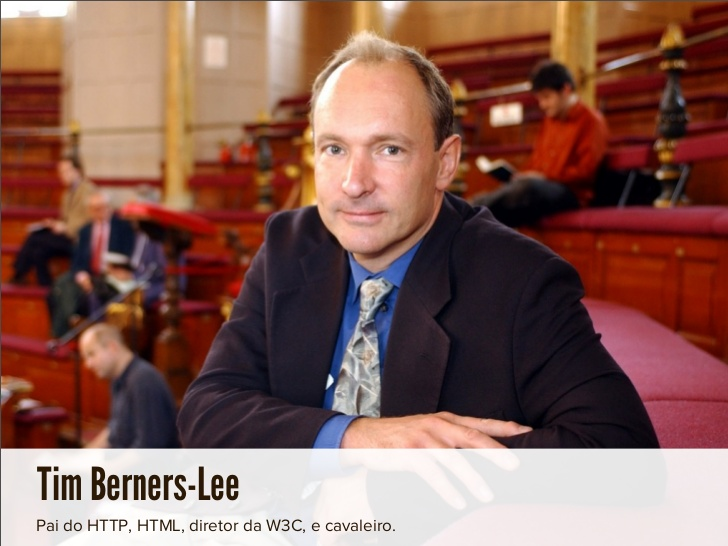 Tim Berners-Lee
Pai do HTTP, HTML, diretor da W3C, e cavaleiro.